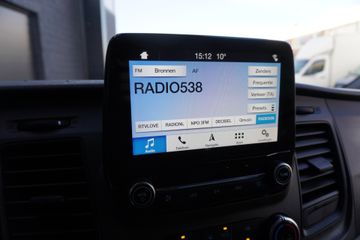 15:12 10°
FM Bronnen AF Zenders
Frequentie
RADIO538
Verkeer (TA)
Presets
RTVLOVE RADIONL NPO 3FM DECIBEL Qmusic RADIO538
Radio Telefoon Navigatie Apps Instellingen